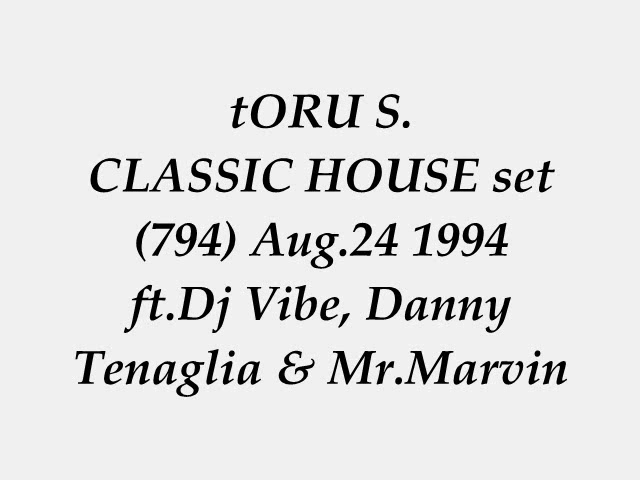 tORU S.
CLASSIC HOUSE set
(794) Aug.24 1994
ft.Dj Vibe, Danny
Tenaglia & Mr.Marvin